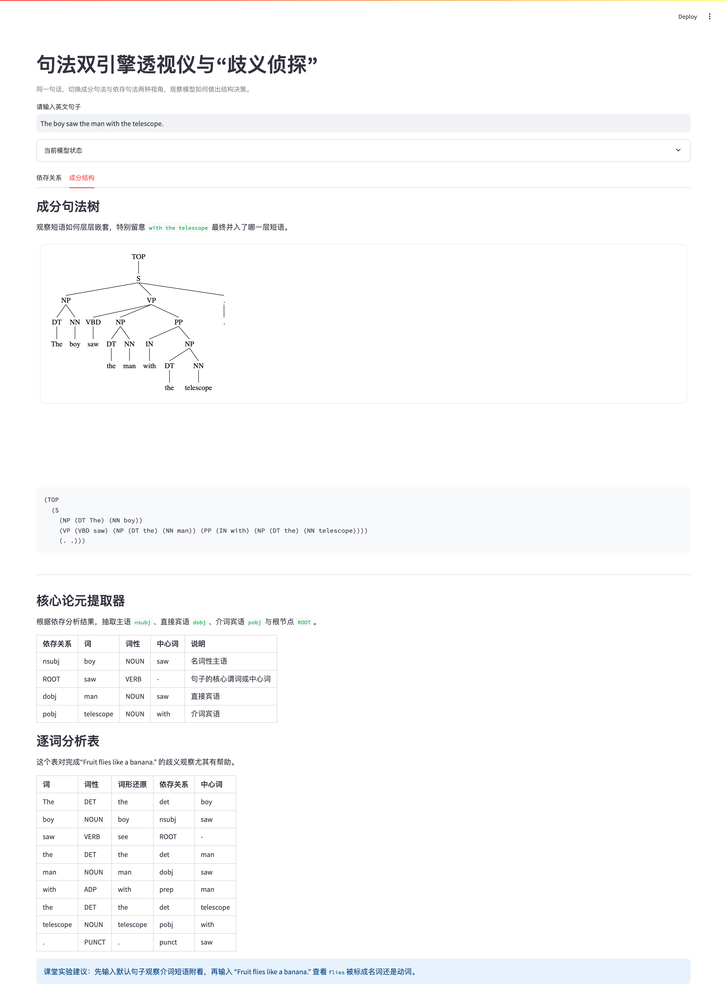 Deploy
句法双引擎透视仪与“歧义侦探”
同一句话，切换成分句法与依存句法两种视角，观察模型如何做出结构决策。
请输入英文句子
The boy saw the man with the telescope.
当前模型状态
依存关系 成分结构
成分句法树
观察短语如何层层嵌套，特别留意 with the telescope 最终并入了哪一层短语。
TOP
S
NP VP .
DT NN VBD NP PP .
The boy saw DT NN IN NP
the man with DT NN
the telescope
(TOP
  (S
    (NP (DT The) (NN boy))
    (VP (VBD saw) (NP (DT the) (NN man)) (PP (IN with) (NP (DT the) (NN telescope))))
    (. .)))
核心论元提取器
根据依存分析结果，抽取主语 nsubj 、直接宾语 dobj 、介词宾语 pobj 与根节点 ROOT 。
依存关系 词 词性 中心词 说明
nsubj boy NOUN saw 名词性主语
ROOT saw VERB - 句子的核心谓词或中心词
dobj man NOUN saw 直接宾语
pobj telescope NOUN with 介词宾语
逐词分析表
这个表对完成“Fruit flies like a banana.” 的歧义观察尤其有帮助。
词 词性 词形还原 依存关系 中心词
The DET the det boy
boy NOUN boy nsubj saw
saw VERB see ROOT -
the DET the det man
man NOUN man dobj saw
with ADP with prep man
the DET the det telescope
telescope NOUN telescope pobj with
. PUNCT . punct saw
课堂实验建议：先输入默认句子观察介词短语附着，再输入 “Fruit flies like a banana.” 查看 flies 被标成名词还是动词。